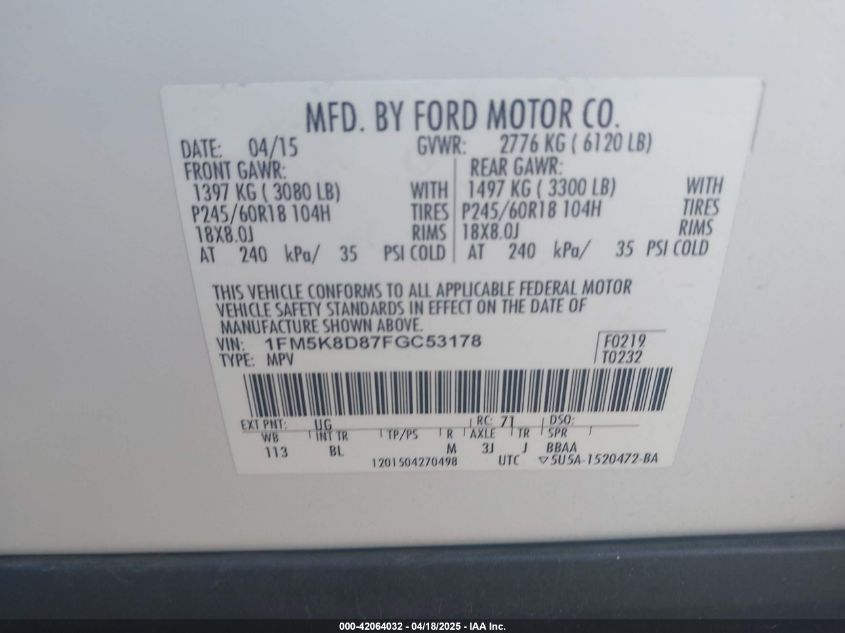 MFD. BY FORD MOTOR CO.
DATE: 04/15 GVWR: 2776 KG ( 6120 LB)
FRONT GAWR: REAR GAWR:
1397 KG ( 3080 LB) WITH 1497 KG ( 3300 LB) WITH
P245/60R18 104H TIRES P245/60R18 104H TIRES
18X8.0J RIMS 18X8.0J RIMS
AT 240 kPa/ 35 PSI COLD AT 240 kPa/ 35 PSI COLD
THIS VEHICLE CONFORMS TO ALL APPLICABLE FEDERAL MOTOR
VEHICLE SAFETY STANDARDS IN EFFECT ON THE DATE OF
MANUFACTURE SHOWN ABOVE.
VIN: 1FM5K8D87FGC53178 F0219
TYPE: MPV T0232
EXT PNT: UG RC: 71 DSO:
WB INT TR TP/PS R AXLE TR SPR
113 BL M 3J J BBAA
1201504270498 UTC ▽5U5A-1520472-BA
000-42064032 / 04/18/2025 - IAA Inc.